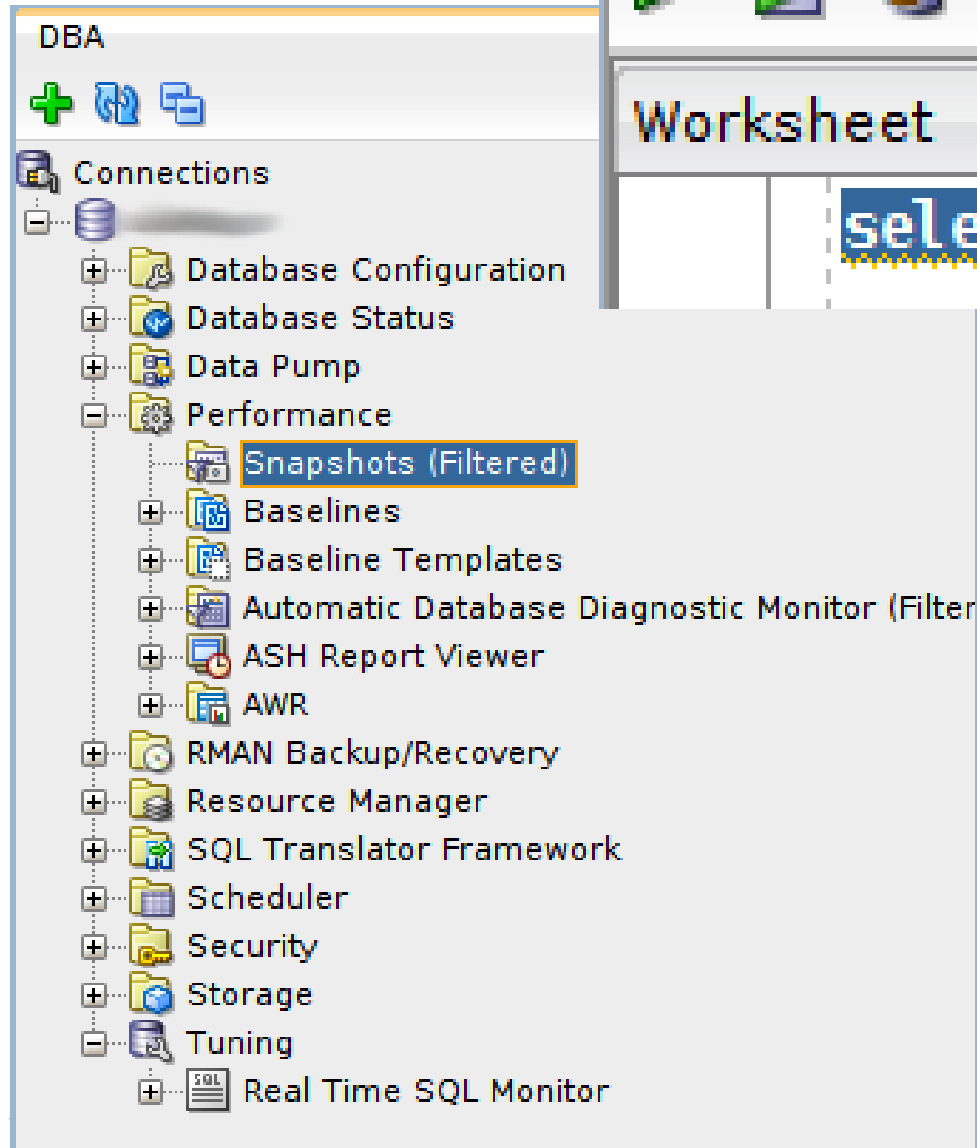 DBA
Connections
Database Configuration
Database Status
Data Pump
Performance
Snapshots (Filtered)
Baselines
Baseline Templates
Automatic Database Diagnostic Monitor (Filter
ASH Report Viewer
AWR
RMAN Backup/Recovery
Resource Manager
SQL Translator Framework
Scheduler
Security
Storage
Tuning
SQL
Real Time SQL Monitor
Worksheet
sele